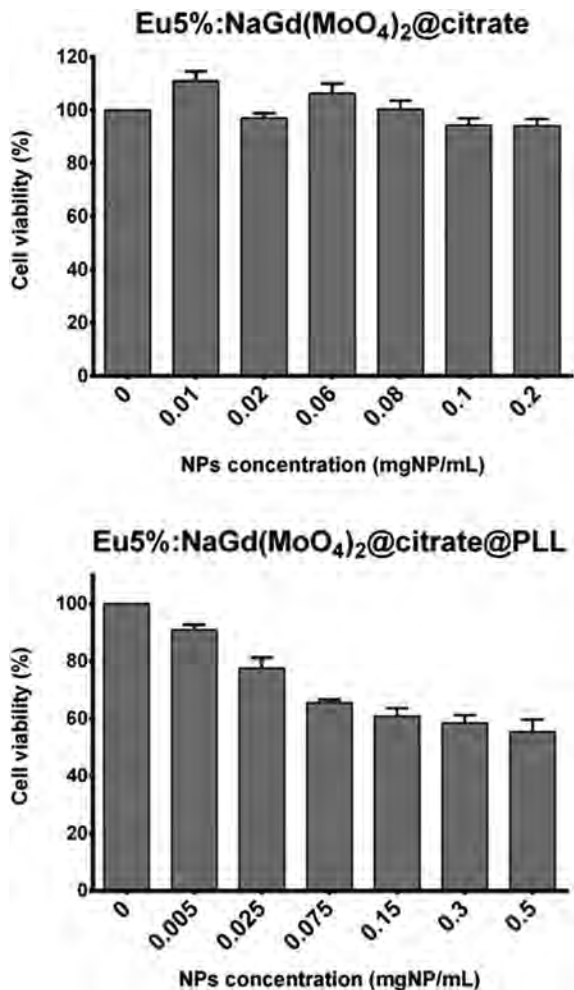 Eu5%:NaGd(MoO₄)₂@citrate
120
100
80
60
40
20
0
Cell viability (%)
0 0.01 0.02 0.06 0.08 0.1 0.2
NPs concentration (mgNP/mL)
Eu5%:NaGd(MoO₄)₂@citrate@PLL
100
80
60
40
20
0
Cell viability (%)
0 0.005 0.025 0.075 0.15 0.3 0.5
NPs concentration (mgNP/mL)